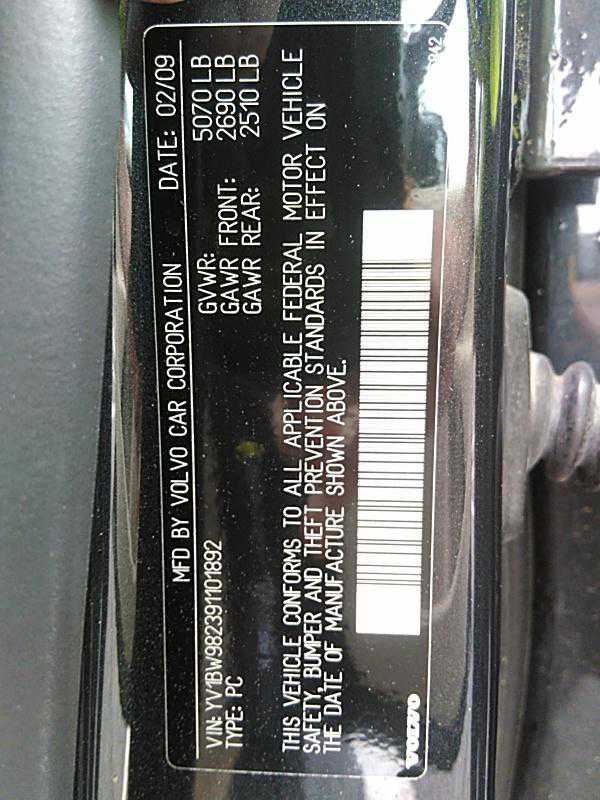 MFD BY VOLVO CAR CORPORATION DATE: 02/09
GVWR: 5070 LB
GAWR FRONT: 2690 LB
GAWR REAR: 2510 LB
VIN: YV1BW982391101892
TYPE: PC
THIS VEHICLE CONFORMS TO ALL APPLICABLE FEDERAL MOTOR VEHICLE
SAFETY, BUMPER AND THEFT PREVENTION STANDARDS IN EFFECT ON
THE DATE OF MANUFACTURE SHOWN ABOVE.
VOLVO